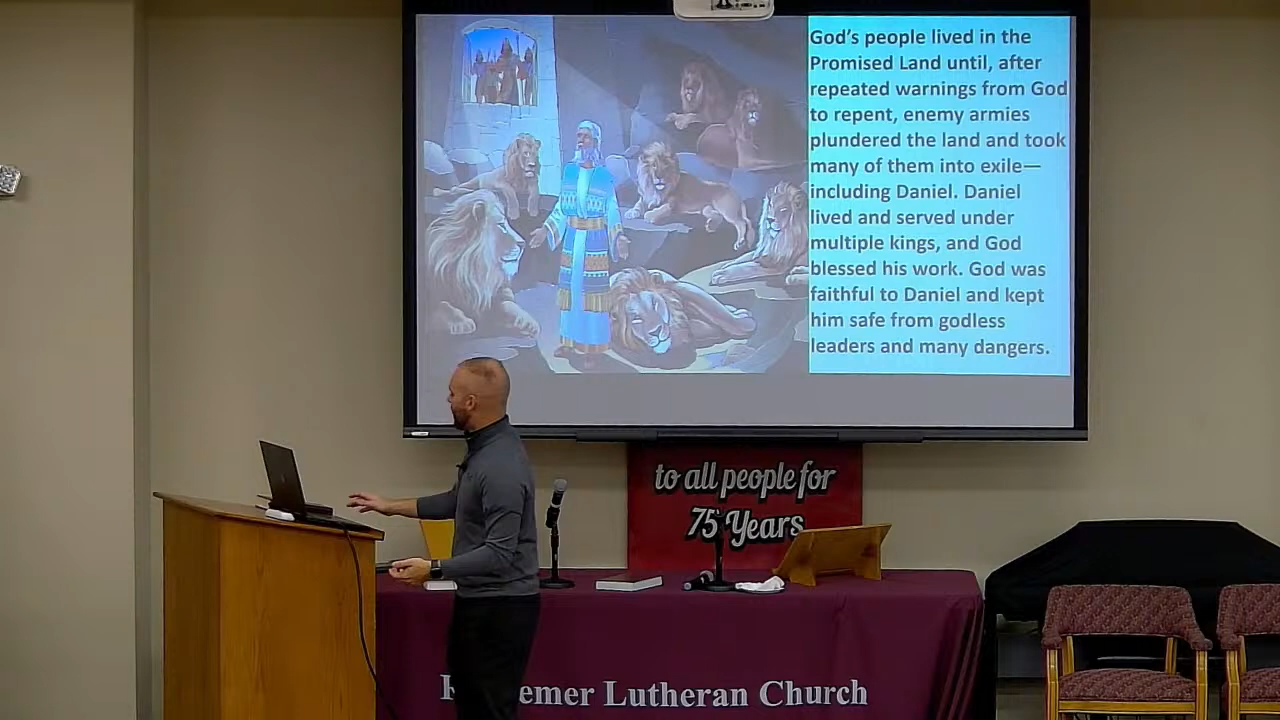 God's people lived in the
Promised Land until, after
repeated warnings from God
to repent, enemy armies
plundered the land and took
many of them into exile—
including Daniel. Daniel
lived and served under
multiple kings, and God
blessed his work. God was
faithful to Daniel and kept
him safe from godless
leaders and many dangers.
to all people for
75 Years
Lutheran Church